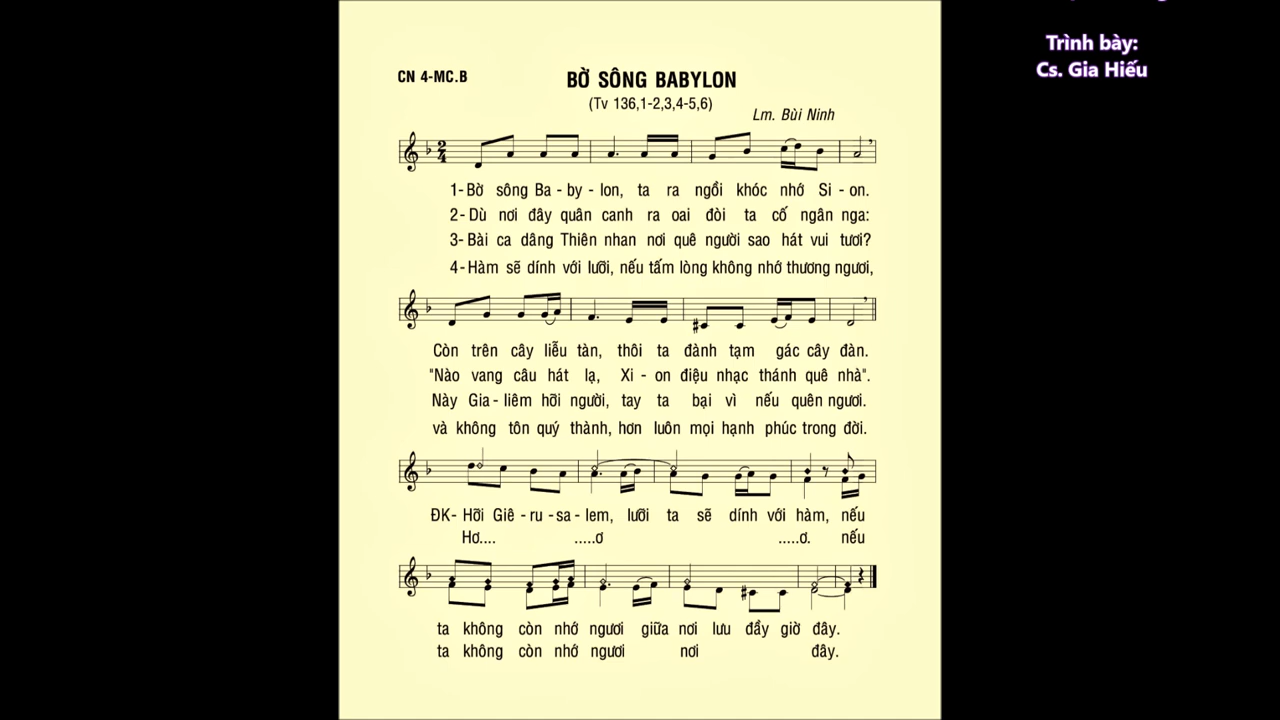 Trình bày:
Cs. Gia Hiếu
CN 4-MC.B
BỜ SÔNG BABYLON
(Tv 136,1-2,3,4-5,6)
Lm. Bùi Ninh
2
4
1-Bờ sông Ba - by - lon, ta ra ngồi khóc nhớ Si - on.
2-Dù nơi đây quân canh ra oai đòi ta cố ngân nga:
3-Bài ca dâng Thiên nhan nơi quê người sao hát vui tươi?
4-Hàm sẽ dính với lưỡi, nếu tấm lòng không nhớ thương ngươi,
Còn trên cây liễu tàn, thôi ta đành tạm gác cây đàn.
"Nào vang câu hát lạ, Xi - on điệu nhạc thánh quê nhà".
Này Gia-liêm hỡi người, tay ta bại vì nếu quên ngươi.
và không tôn quý thành, hơn luôn mọi hạnh phúc trong đời.
ĐK- Hỡi Giê - ru - sa - lem, lưỡi ta sẽ dính với hàm, nếu
Hơ.... .....ơ .....ơ. nếu
ta không còn nhớ ngươi giữa nơi lưu đầy giờ đây.
ta không còn nhớ ngươi nơi đây.